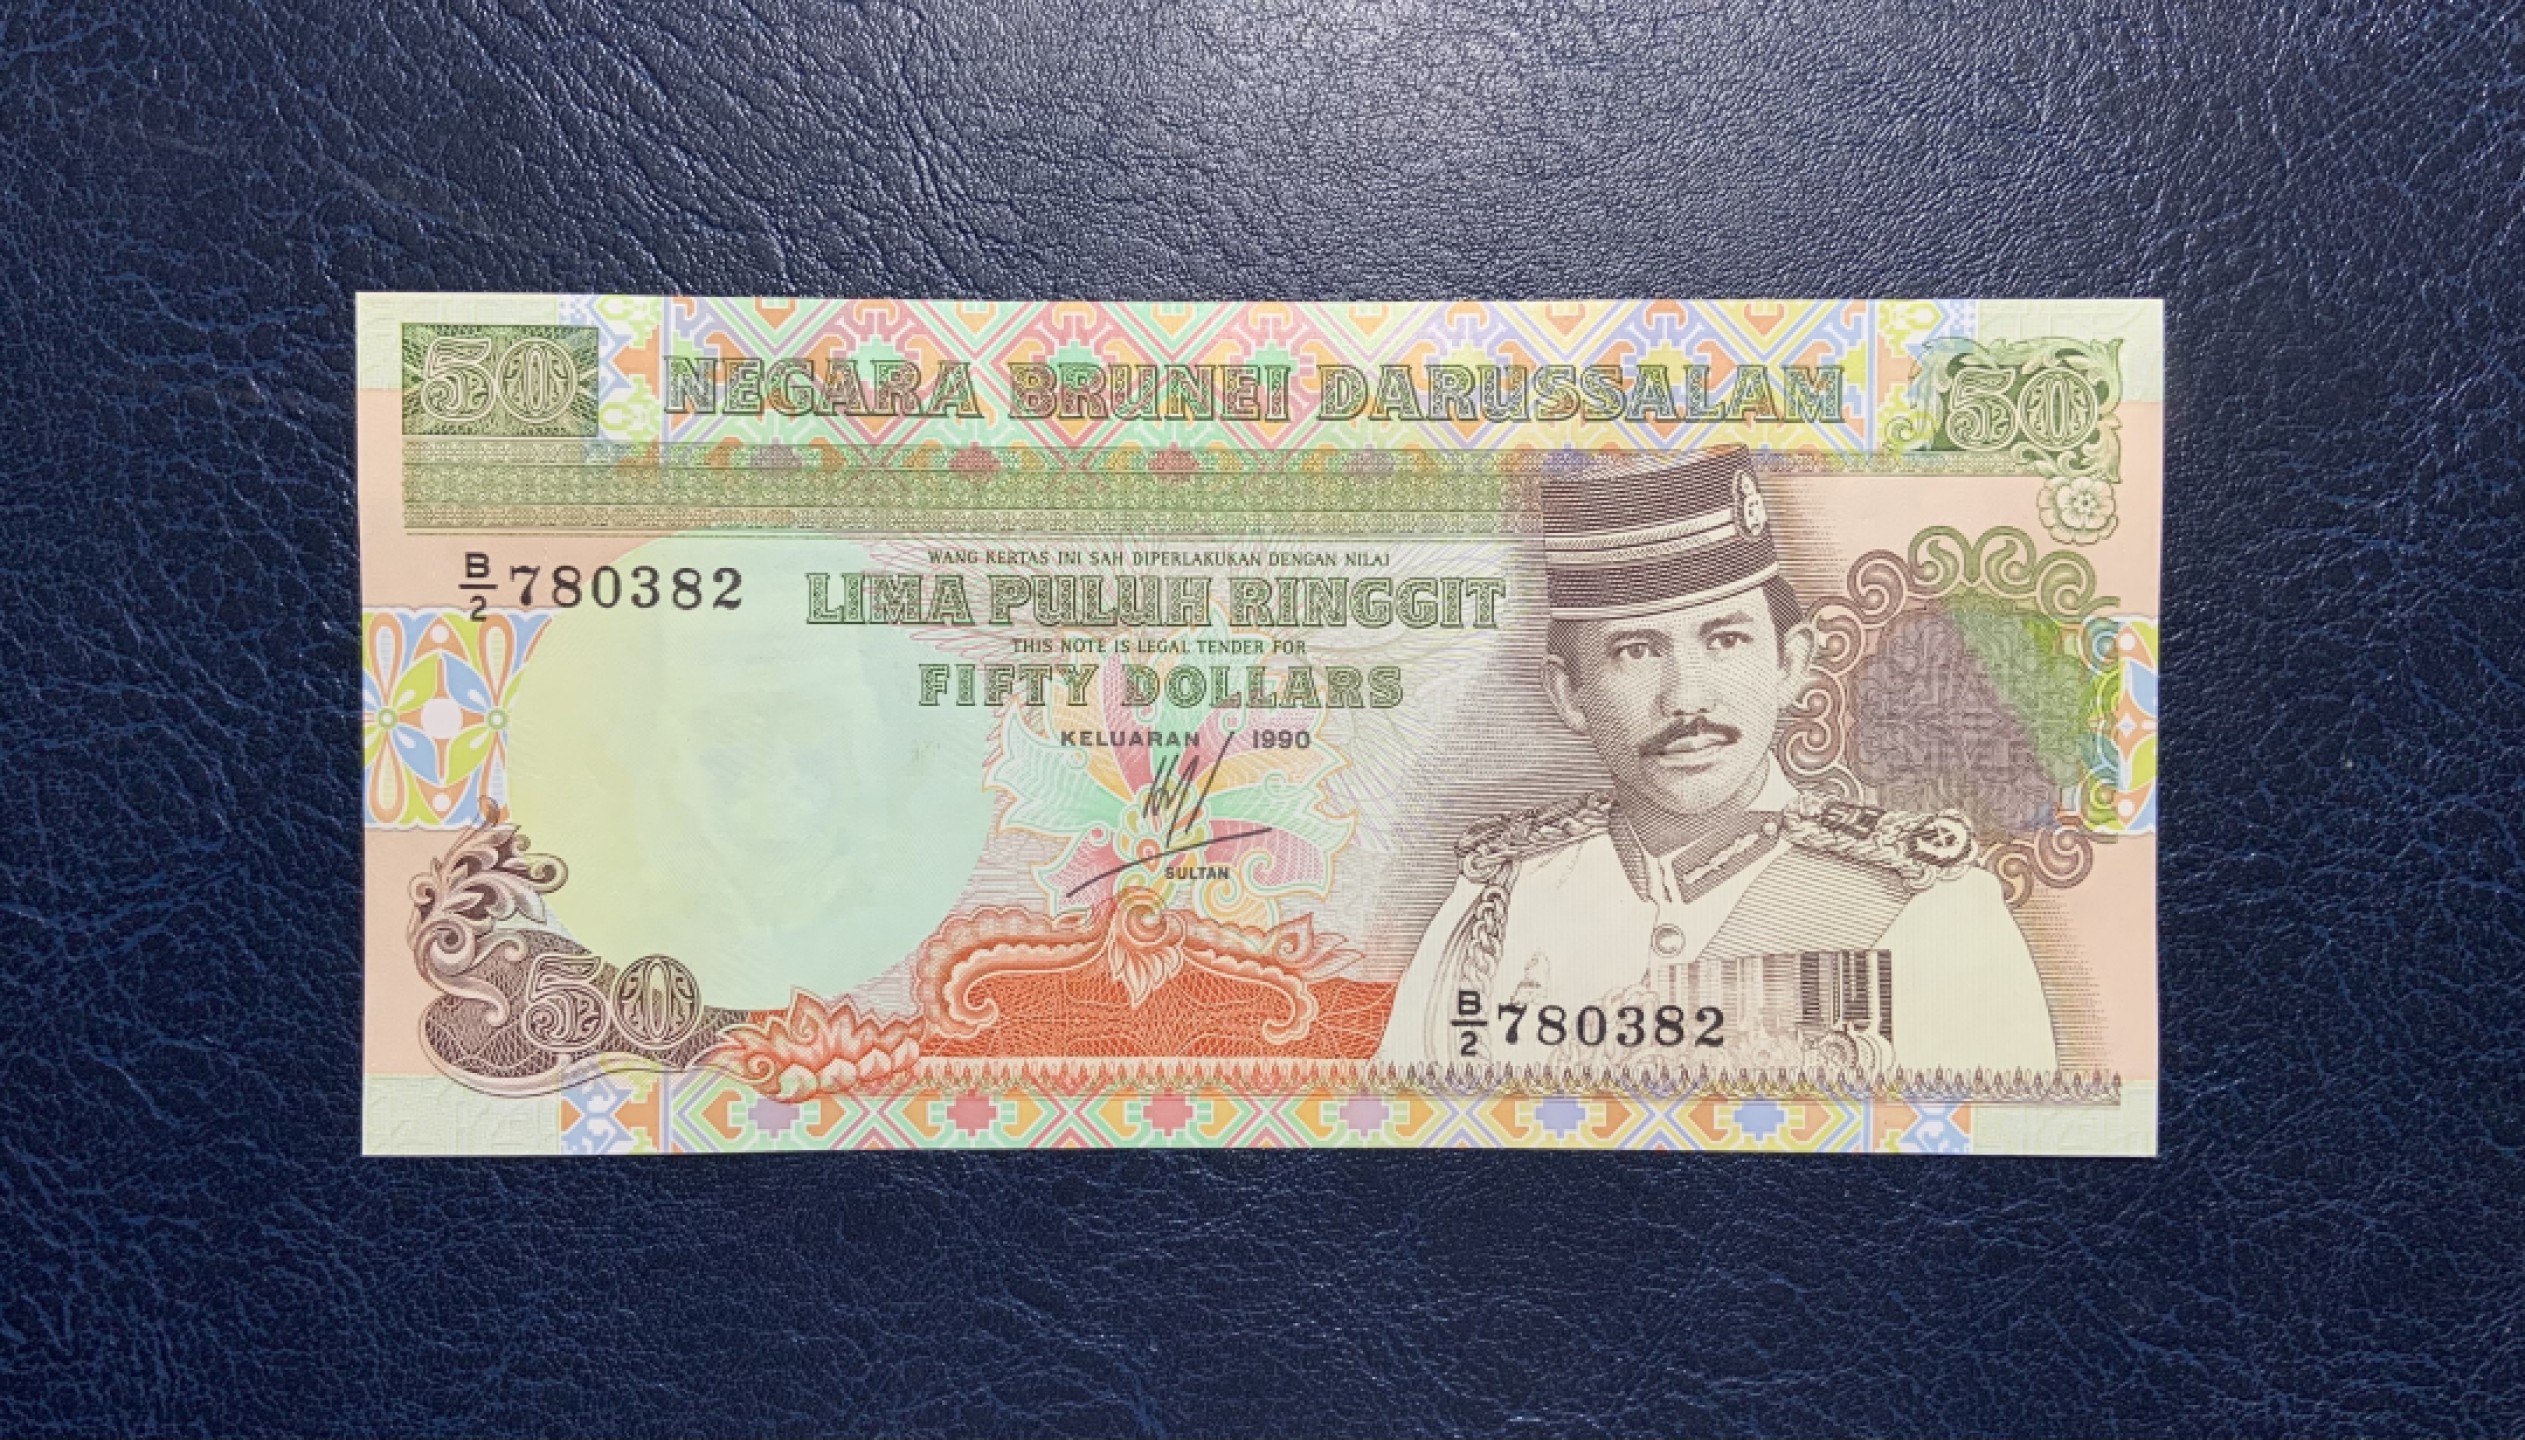 50
NEGARA BRUNEI DARUSSALAM
50
B/2 780382
WANG KERTAS INI SAH DIPERLAKUKAN DENGAN NILAI
LIMA PULUH RINGGIT
THIS NOTE IS LEGAL TENDER FOR
FIFTY DOLLARS
KELUARAN 1990
SULTAN
50
B/2 780382